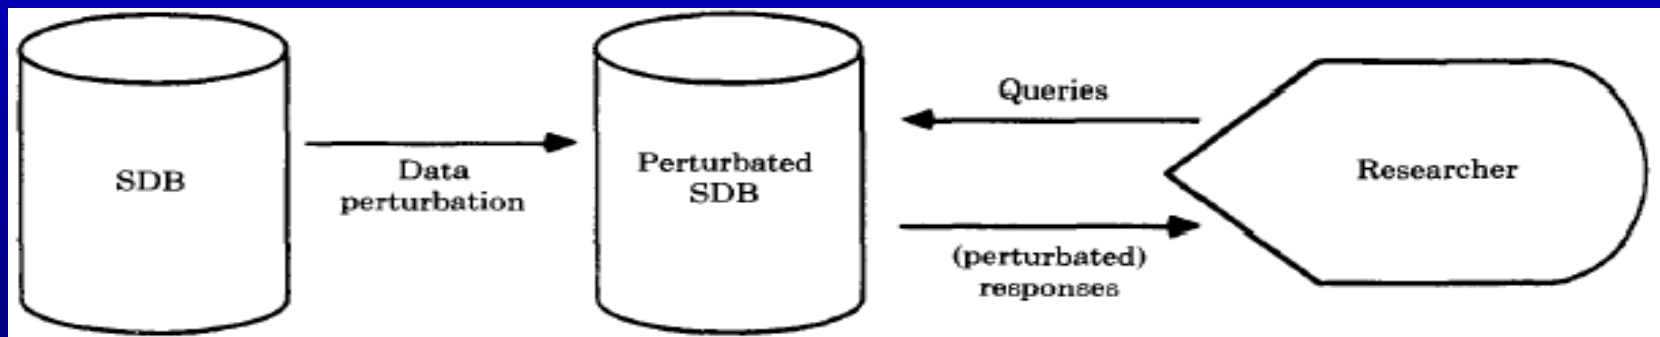 SDB
Data
perturbation
Perturbated
SDB
Queries
(perturbated)
responses
Researcher